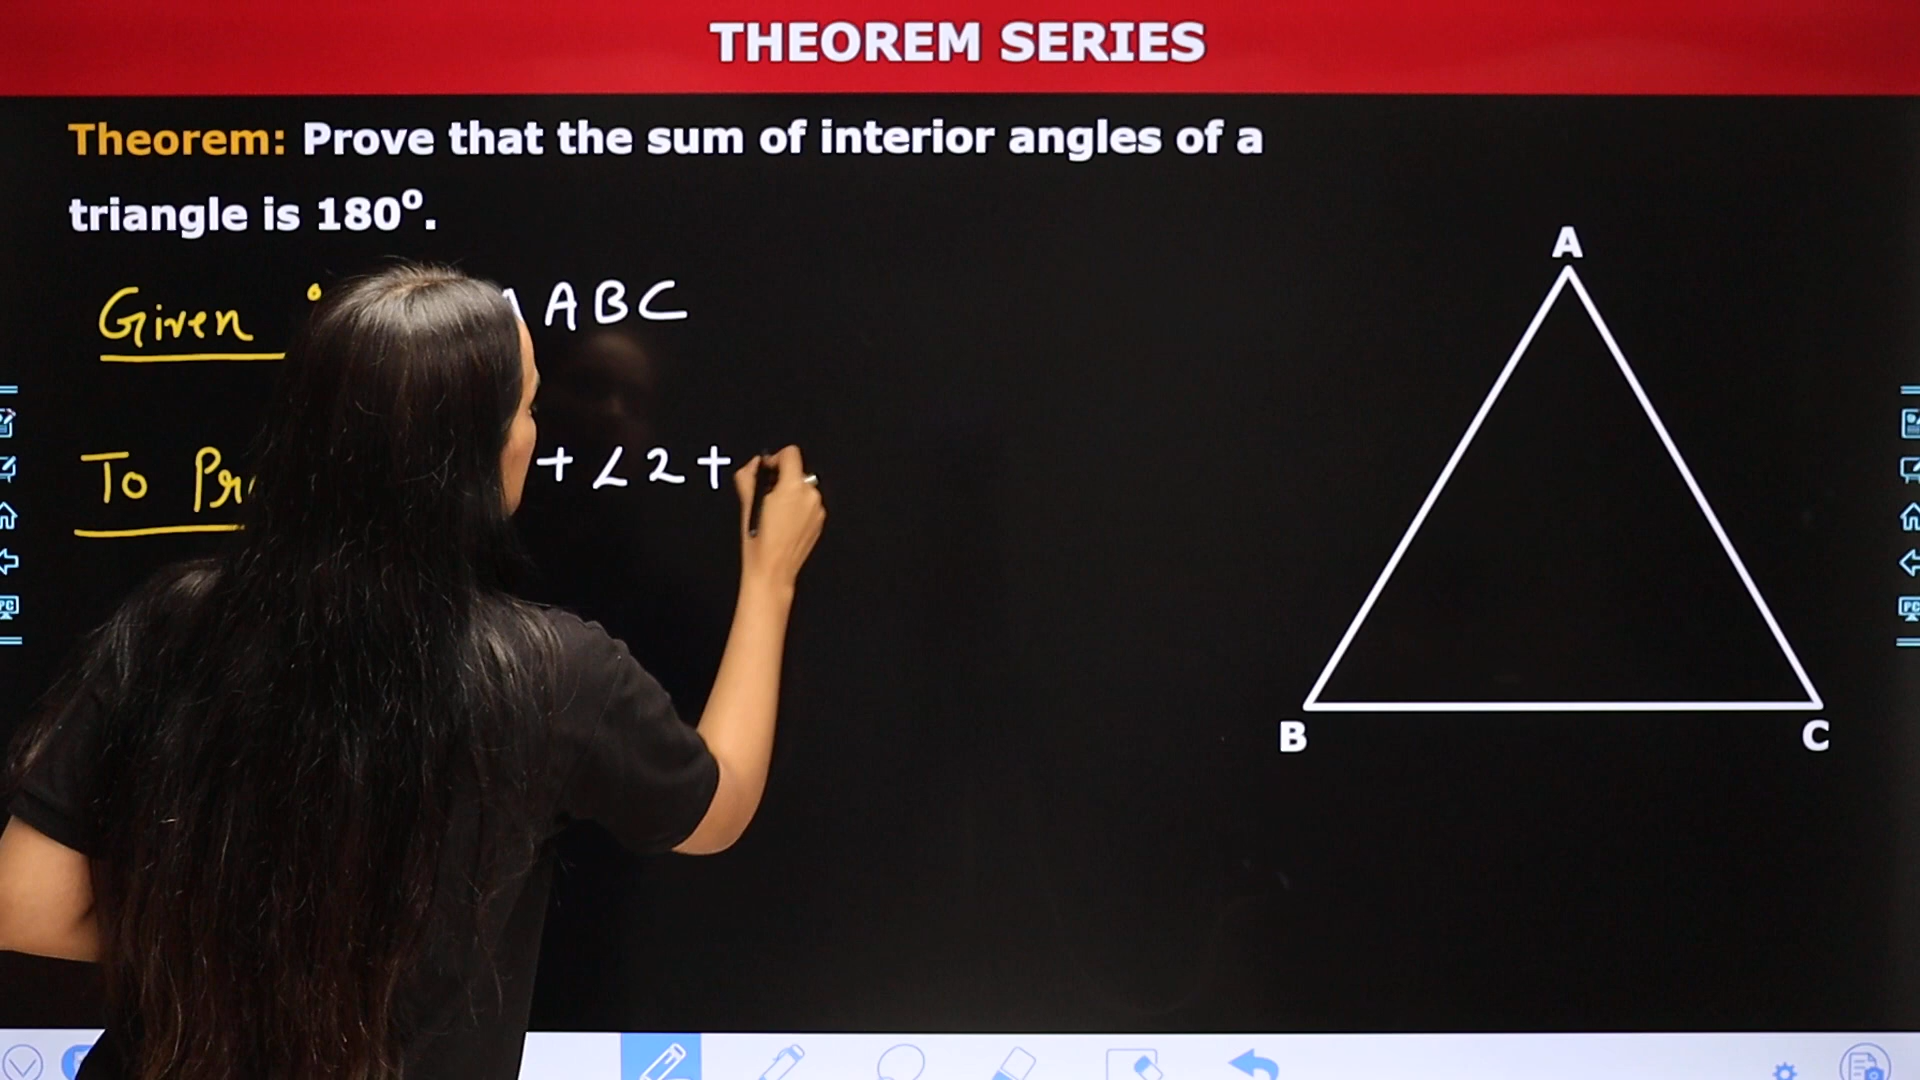 THEOREM SERIES
Theorem: Prove that the sum of interior angles of a
triangle is 180°.
Given : ABC
To Pr + ∠2 +
A
B
C